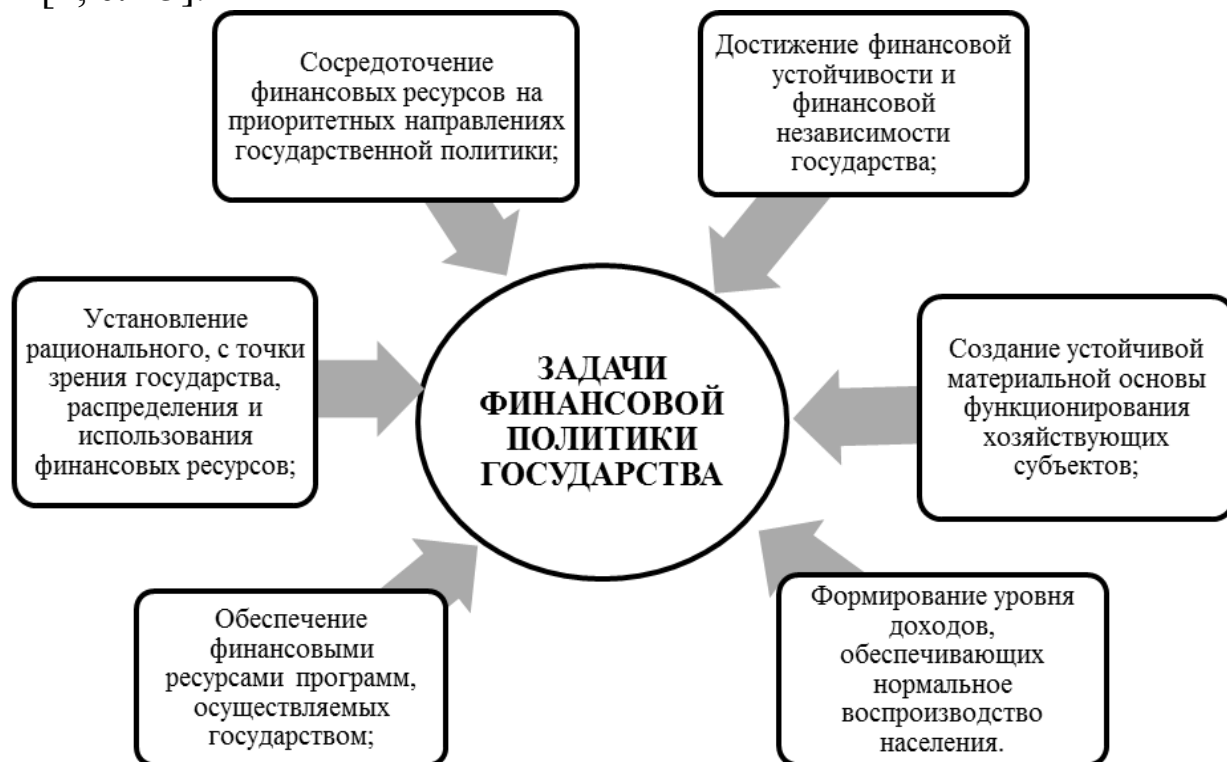 Сосредоточение
финансовых ресурсов на
приоритетных направлениях
государственной политики;
Достижение финансовой
устойчивости и
финансовой
независимости
государства;
Установление
рационального, с точки
зрения государства,
распределения и
использования
финансовых ресурсов;
ЗАДАЧИ
ФИНАНСОВОЙ
ПОЛИТИКИ
ГОСУДАРСТВА
Создание устойчивой
материальной основы
функционирования
хозяйствующих
субъектов;
Обеспечение
финансовыми
ресурсами программ,
осуществляемых
государством;
Формирование уровня
доходов,
обеспечивающих
нормальное
воспроизводство
населения.